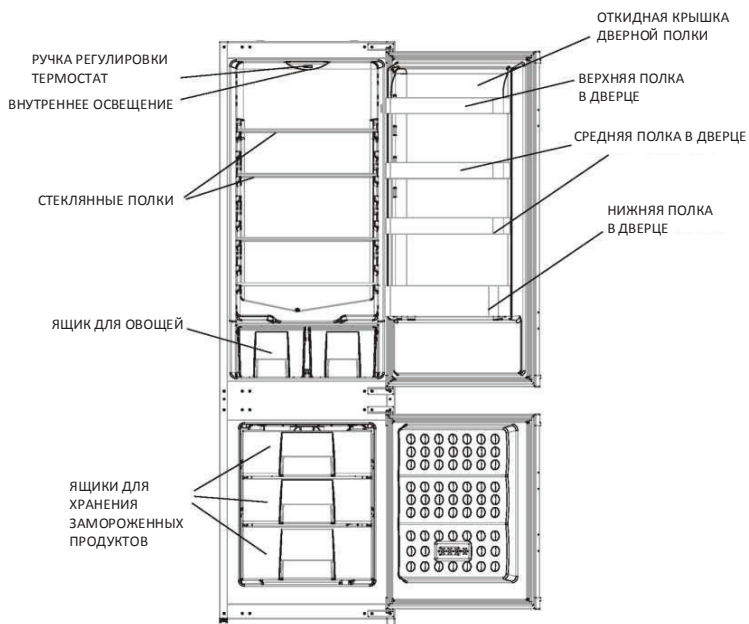 ОТКИДНАЯ КРЫШКА
ДВЕРНОЙ ПОЛКИ
РУЧКА РЕГУЛИРОВКИ
ТЕРМОСТАТ
ВНУТРЕННЕЕ ОСВЕЩЕНИЕ
ВЕРХНЯЯ ПОЛКА
В ДВЕРЦЕ
СРЕДНЯЯ ПОЛКА В ДВЕРЦЕ
СТЕКЛЯННЫЕ ПОЛКИ
НИЖНЯЯ ПОЛКА
В ДВЕРЦЕ
ЯЩИК ДЛЯ ОВОЩЕЙ
ЯЩИКИ ДЛЯ
ХРАНЕНИЯ
ЗАМОРОЖЕННЫХ
ПРОДУКТОВ